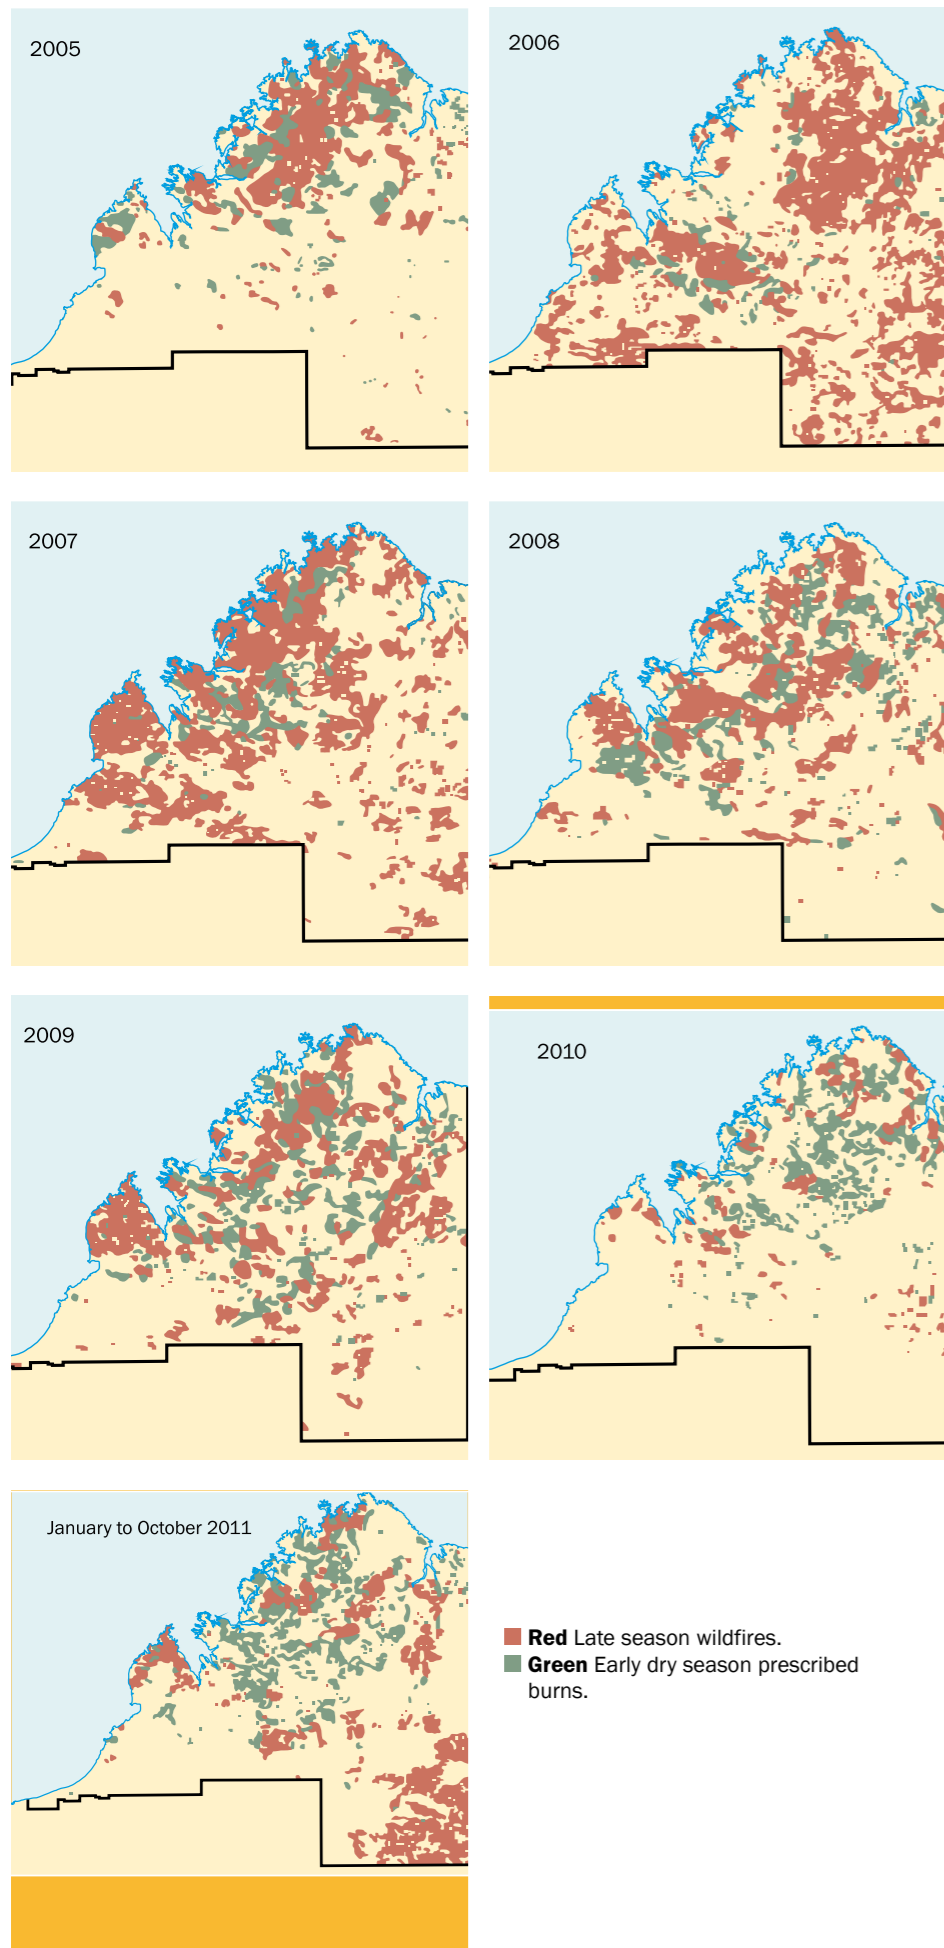 2005
2006
2007
2008
2009
2010
January to October 2011
Red Late season wildfires.
Green Early dry season prescribed
burns.